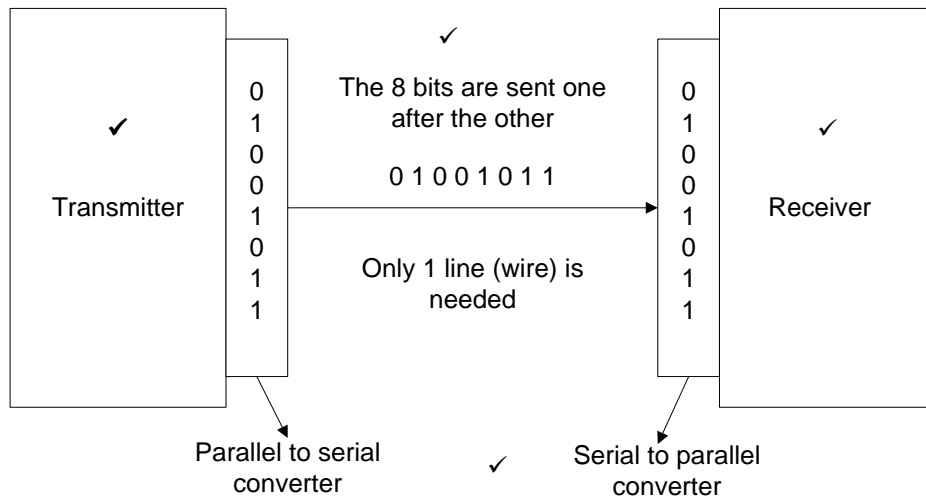 ✓
The 8 bits are sent one
after the other
✓
Transmitter
0
1
0
0
1
0
1
1
0 1 0 0 1 0 1 1
Only 1 line (wire) is
needed
0
1
0
0
1
0
1
1
✓
Receiver
Parallel to serial
converter
✓
Serial to parallel
converter